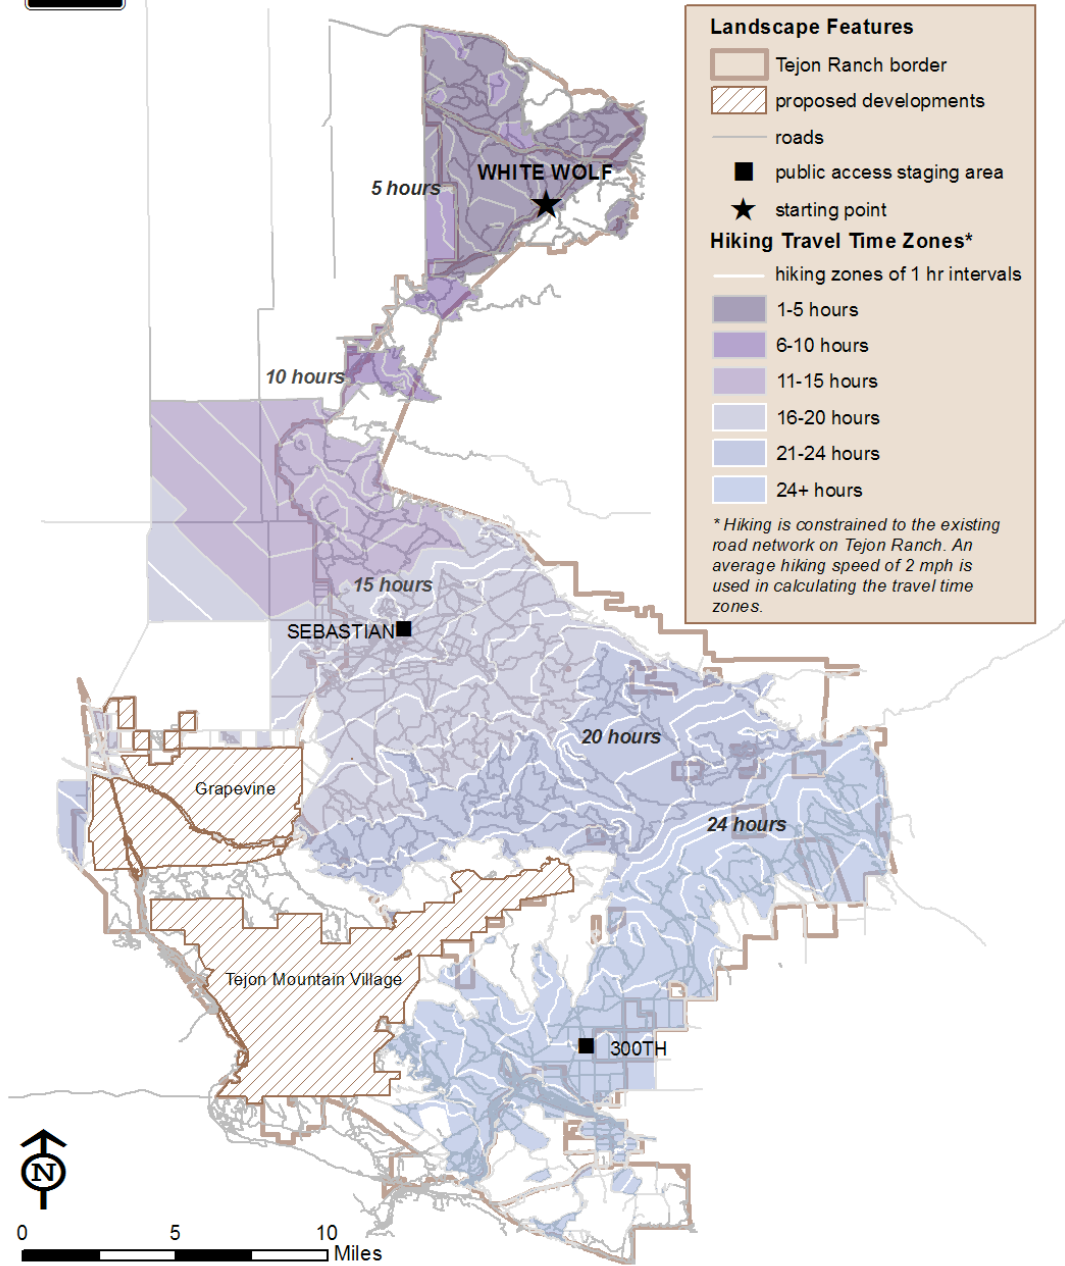 Landscape Features
Tejon Ranch border
proposed developments
roads
public access staging area
starting point
Hiking Travel Time Zones*
hiking zones of 1 hr intervals
1-5 hours
6-10 hours
11-15 hours
16-20 hours
21-24 hours
24+ hours
* Hiking is constrained to the existing
road network on Tejon Ranch. An
average hiking speed of 2 mph is
used in calculating the travel time
zones.
WHITE WOLF
5 hours
10 hours
15 hours
SEBASTIAN
20 hours
Grapevine
24 hours
Tejon Mountain Village
300TH
N
0 5 10
Miles